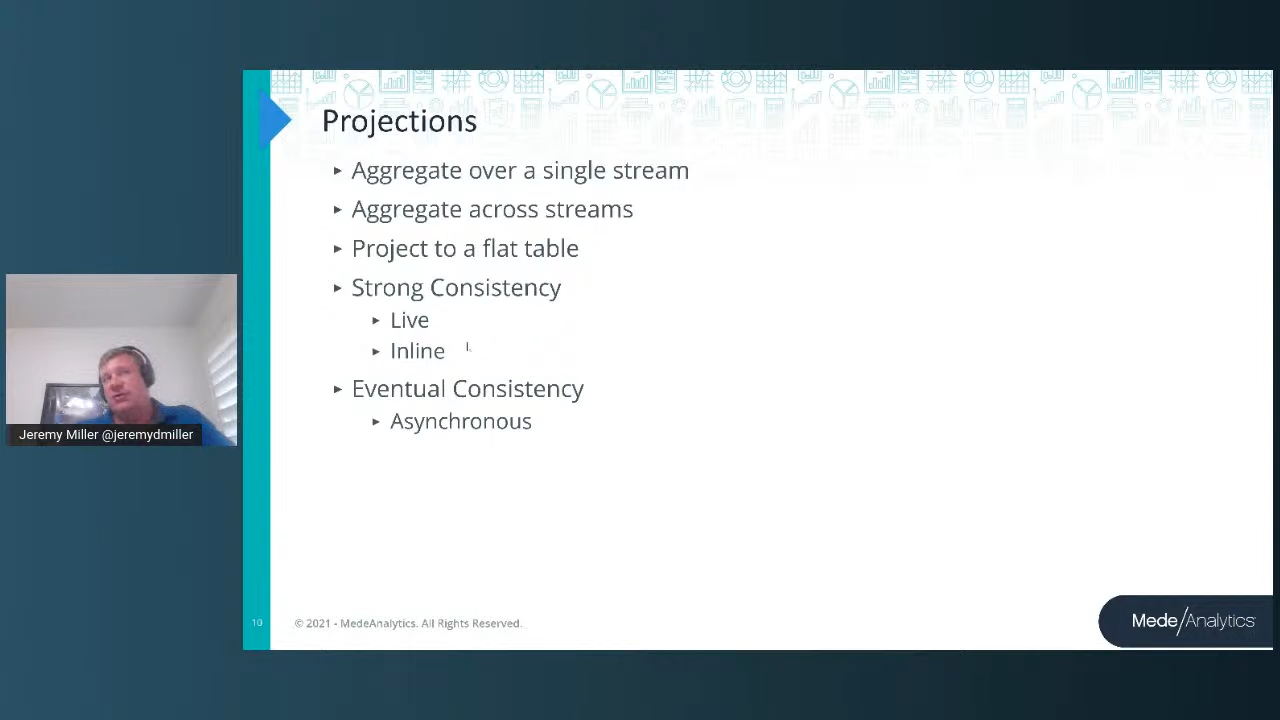 Projections
▸ Aggregate over a single stream
▸ Aggregate across streams
▸ Project to a flat table
▸ Strong Consistency
▸ Live
▸ Inline
▸ Eventual Consistency
▸ Asynchronous
Jeremy Miller @jeremydmiller
10
© 2021 - MedeAnalytics. All Rights Reserved.
Mede/Analytics